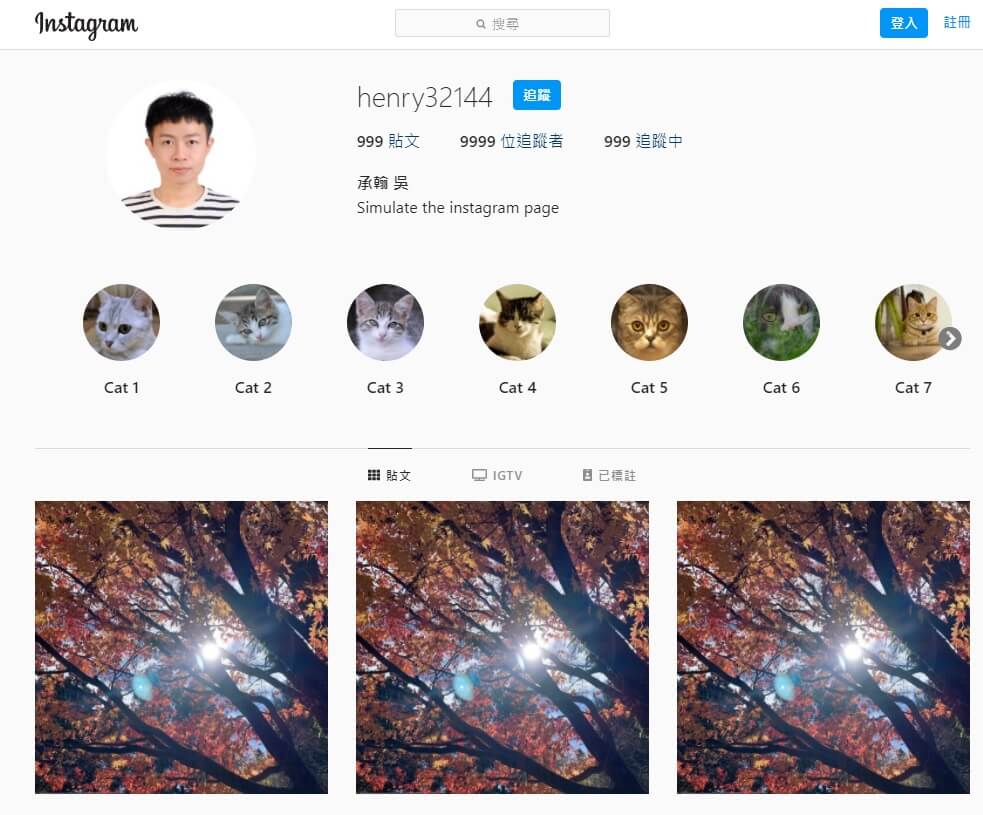 Instagram 搜尋 登入 註冊
henry32144 追蹤
999 貼文 9999 位追蹤者 999 追蹤中
承翰 吳
Simulate the instagram page
Cat 1 Cat 2 Cat 3 Cat 4 Cat 5 Cat 6 Cat 7
貼文 IGTV 已標註